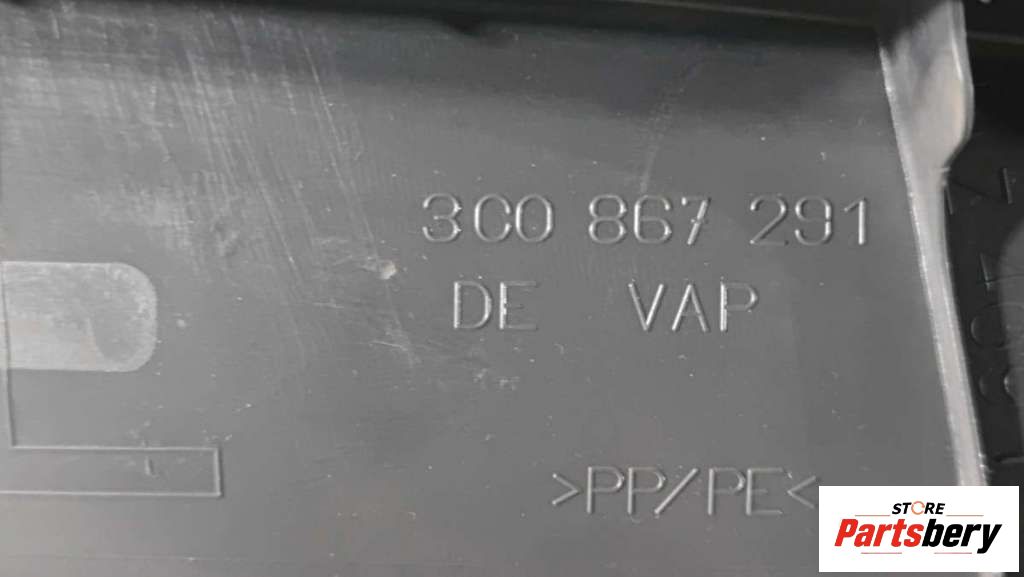 3C0 867 291
DE VAP
>PP/PE<
STORE
Partsbery